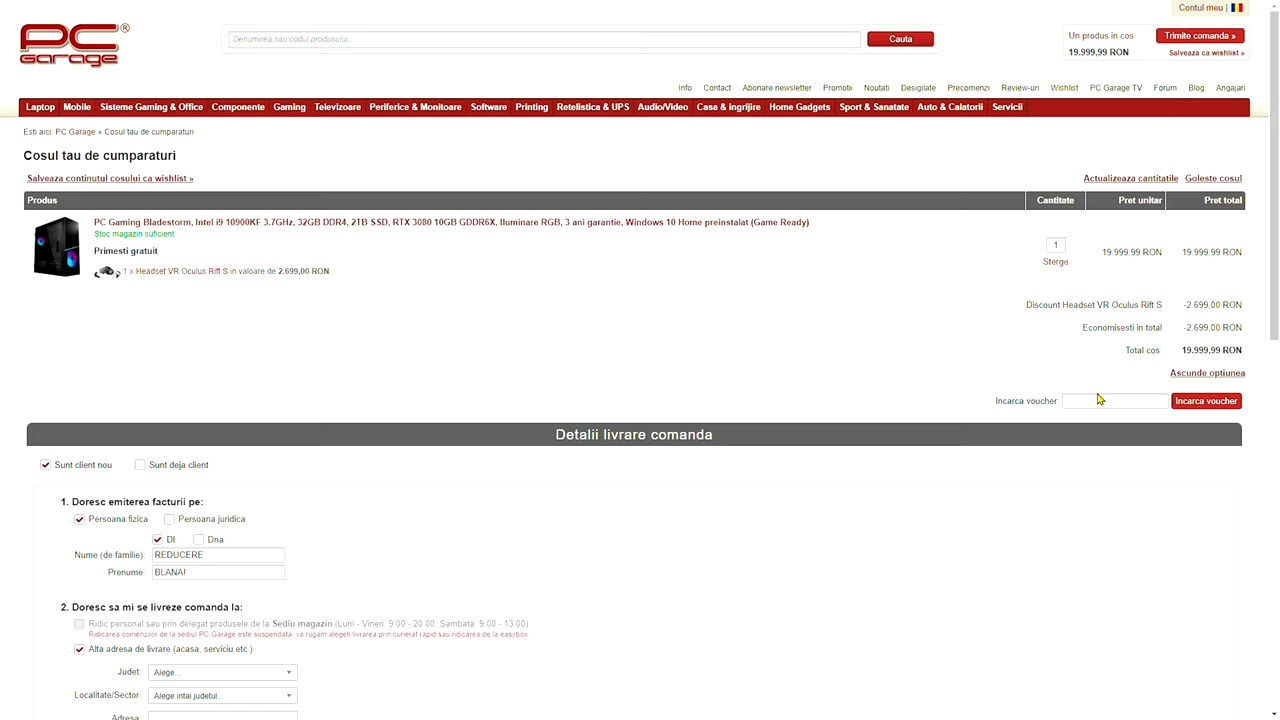 Contul meu |
PC Garage®
Denumirea sau codul produsului
Cauta
Un produs in cos
Trimite comanda »
19.999,99 RON
Salveaza ca wishlist »
Info Contact Abonare newsletter Promotii Noutati Desigilate Precomenzi Review-uri Wishlist PC Garage TV Forum Blog Angajari
Laptop Mobile Sisteme Gaming & Office Componente Gaming Televizoare Periferice & Monitoare Software Printing Retelistica & UPS Audio/Video Casa & ingrijire Home Gadgets Sport & Sanatate Auto & Calatorii Servicii
Esti aici: PC Garage » Cosul tau de cumparaturi
Cosul tau de cumparaturi
Salveaza continutul cosului ca wishlist »
Actualizeaza cantitatile Goleste cosul
Produs Cantitate Pret unitar Pret total
PC Gaming Bladestorm, Intel i9 10900KF 3.7GHz, 32GB DDR4, 2TB SSD, RTX 3080 10GB GDDR6X, Iluminare RGB, 3 ani garantie, Windows 10 Home preinstalat (Game Ready)
Stoc magazin suficient
Primesti gratuit
1 x Headset VR Oculus Rift S in valoare de 2.699,00 RON
1
Sterge
19.999,99 RON 19.999,99 RON
Discount Headset VR Oculus Rift S -2.699,00 RON
Economisesti in total -2.699,00 RON
Total cos: 19.999,99 RON
Ascunde optiunea
Incarca voucher: Incarca voucher
Detalii livrare comanda
Sunt client nou Sunt deja client
1. Doresc emiterea facturii pe:
Persoana fizica Persoana juridica
Dl Dna
Nume (de familie): REDUCERE
Prenume: BLANA!
2. Doresc sa mi se livreze comanda la:
Ridic personal sau prin delegat produsele de la Sediu magazin (Luni - Vineri: 9:00 - 20:00, Sambata: 9:00 - 13:00)
Ridicarea comenzilor de la sediul PC Garage este suspendata, va rugam alegeti livrarea prin curierat rapid sau ridicarea de la easybox
Alta adresa de livrare (acasa, serviciu etc.)
Judet: Alege...
Localitate/Sector: Alege intai judetul...
Adresa